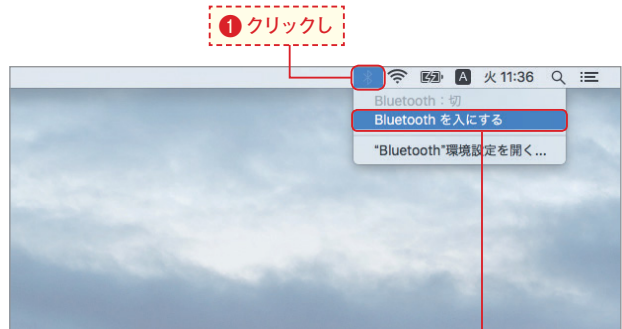 ❶ クリックし
A 火 11:36
Bluetooth：切
Bluetooth を入にする
“Bluetooth”環境設定を開く...